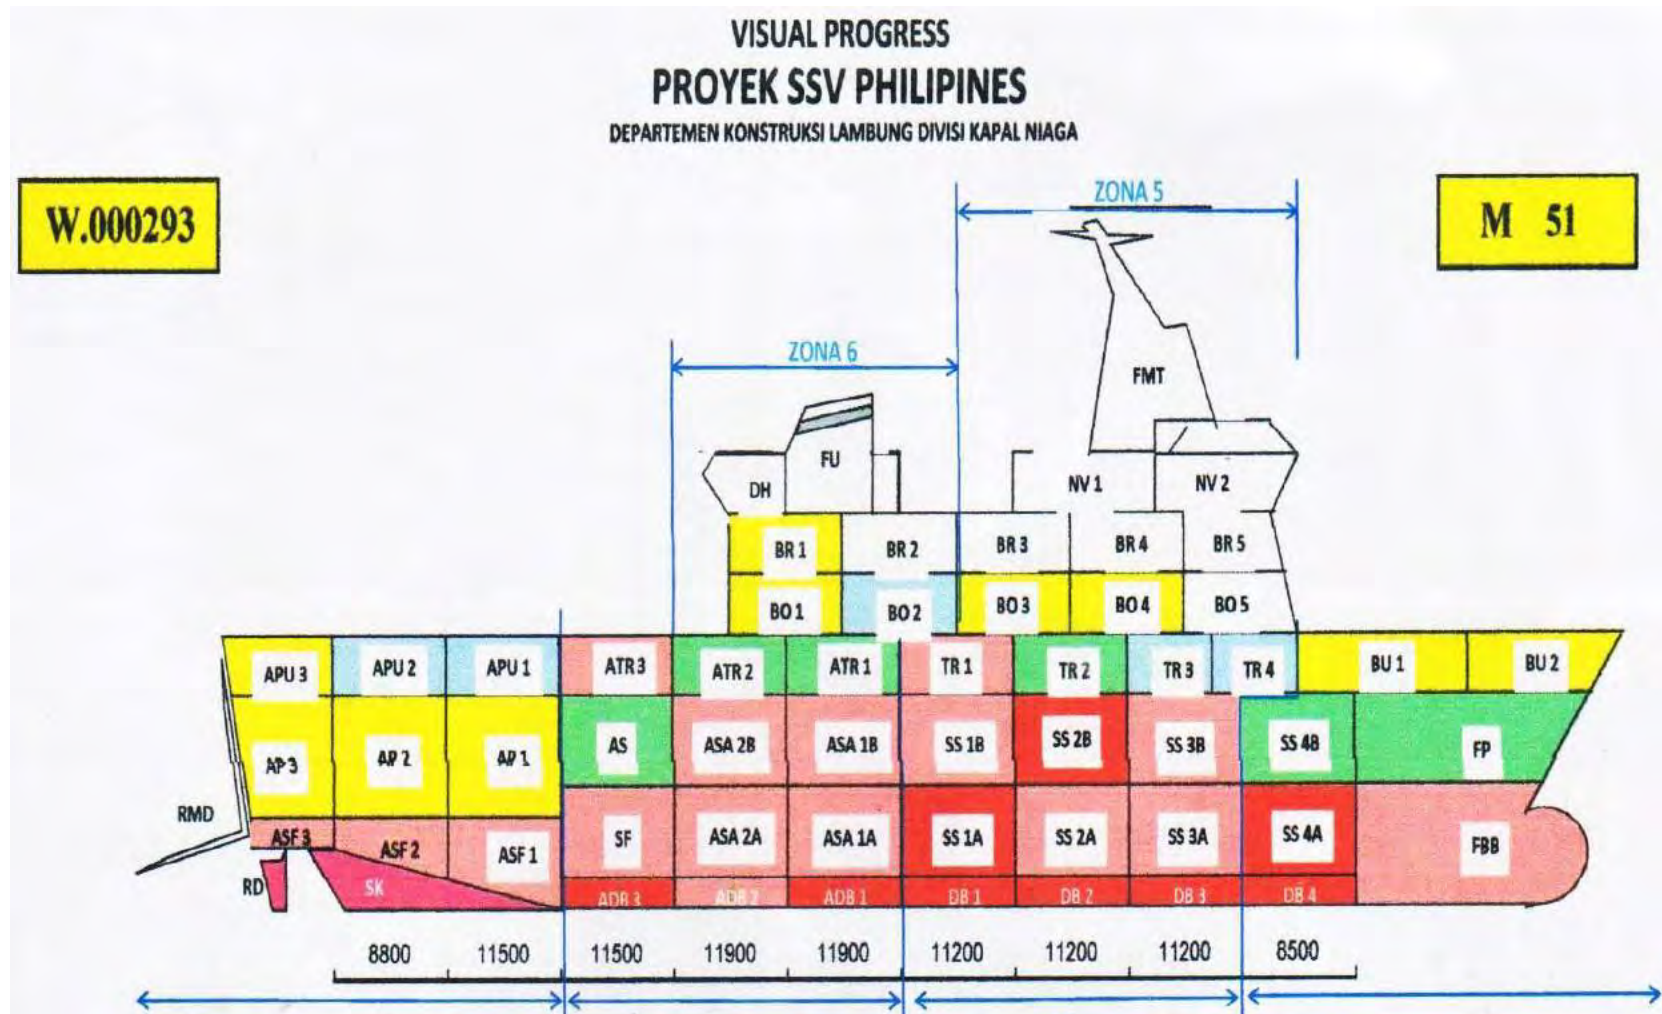 VISUAL PROGRESS
PROYEK SSV PHILIPINES
DEPARTEMEN KONSTRUKSI LAMBUNG DIVISI KAPAL NIAGA
W.000293
M 51
ZONA 5
ZONA 6
FMT
FU
DH
NV 1
NV 2
BR 1
BR 2
BR 3
BR 4
BR 5
BO 1
BO 2
BO 3
BO 4
BO 5
APU 3
APU 2
APU 1
ATR 3
ATR 2
ATR 1
TR 1
TR 2
TR 3
TR 4
BU 1
BU 2
AP 3
AP 2
AP 1
AS
ASA 2B
ASA 1B
SS 1B
SS 2B
SS 3B
SS 4B
FP
RMD
ASF 3
ASF 2
ASF 1
SF
ASA 2A
ASA 1A
SS 1A
SS 2A
SS 3A
SS 4A
FBB
RD
SK
ADB 3
ADB 2
ADB 1
DB 1
DB 2
DB 3
DB 4
8800
11500
11500
11900
11900
11200
11200
11200
8500